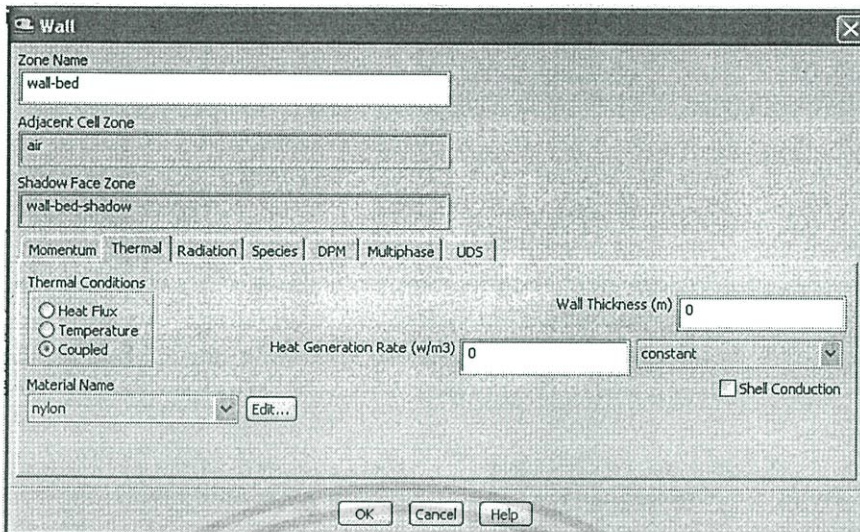 Wall
Zone Name
wall-bed
Adjacent Cell Zone
air
Shadow Face Zone
wall-bed-shadow
Momentum Thermal Radiation Species DPM Multiphase UDS
Thermal Conditions
Heat Flux
Temperature
Coupled
Wall Thickness (m) 0
Heat Generation Rate (w/m3) 0 constant
Shell Conduction
Material Name
nylon Edit...
OK Cancel Help